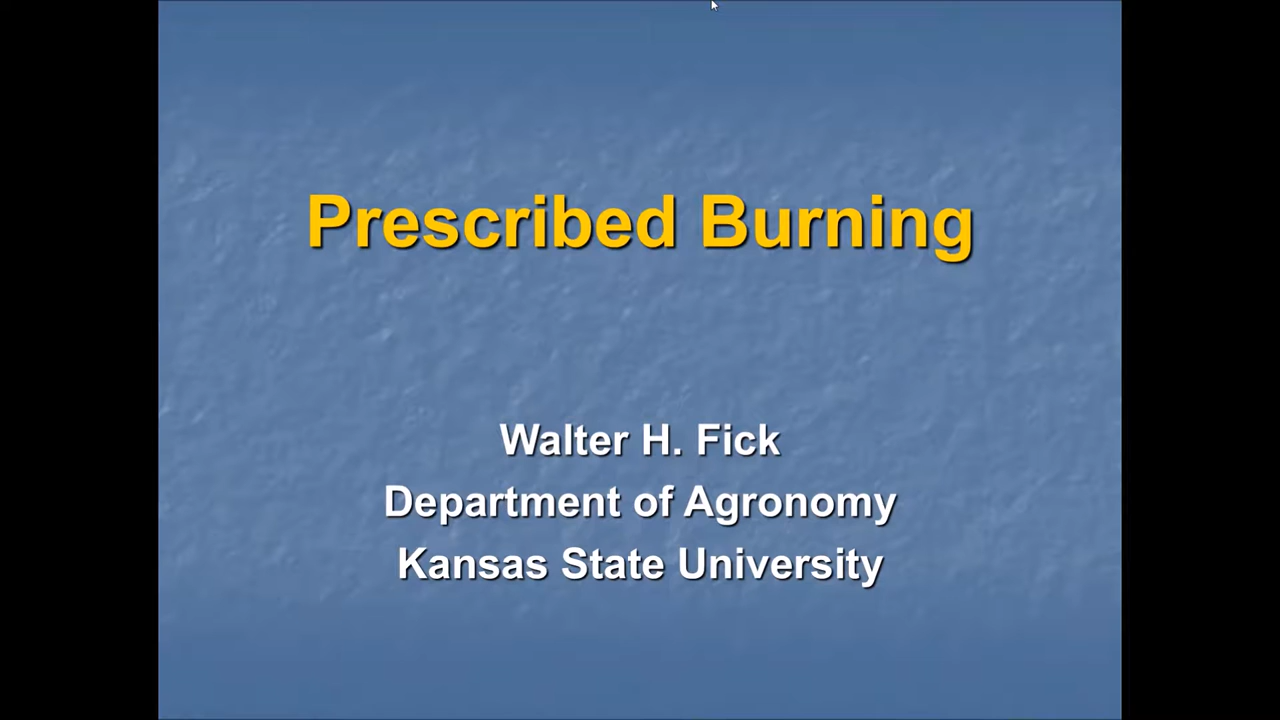 Prescribed Burning
Walter H. Fick
Department of Agronomy
Kansas State University